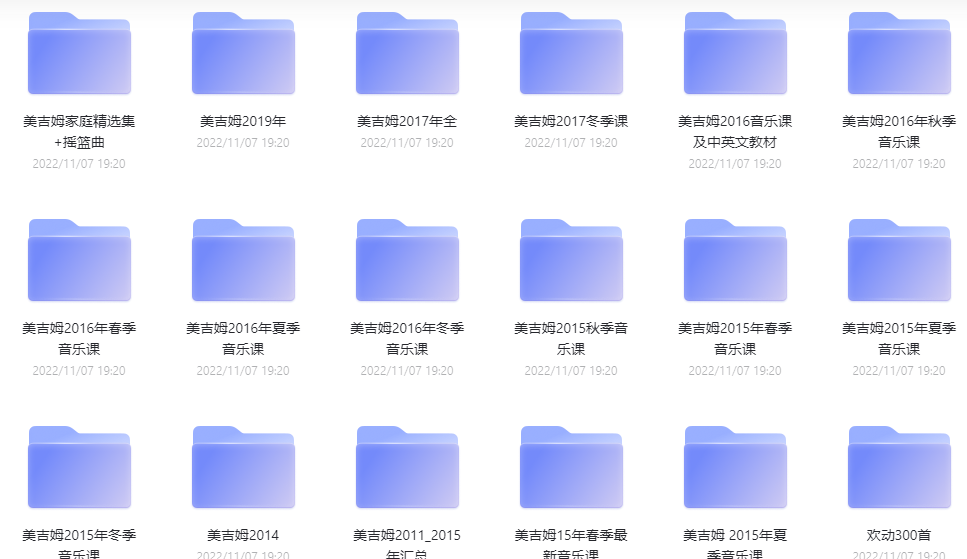 美吉姆家庭精选集 美吉姆2019年 美吉姆2017年全 美吉姆2017冬季课 美吉姆2016音乐课 美吉姆2016年秋季
+摇篮曲 2022/11/07 19:20 2022/11/07 19:20 2022/11/07 19:20 及中英文教材 音乐课
2022/11/07 19:20 2022/11/07 19:20 2022/11/07 19:20
美吉姆2016年春季 美吉姆2016年夏季 美吉姆2016年冬季 美吉姆2015秋季音 美吉姆2015年春季 美吉姆2015年夏季
音乐课 音乐课 音乐课 乐课 音乐课 音乐课
2022/11/07 19:20 2022/11/07 19:20 2022/11/07 19:20 2022/11/07 19:20 2022/11/07 19:20 2022/11/07 19:20
美吉姆2015年冬季 美吉姆2014 美吉姆2011_2015 美吉姆15年春季最 美吉姆 2015年夏 欢动300首
音乐课 2022/11/07 19:20 年汇总 新音乐课 季音乐课 2022/11/07 19:20